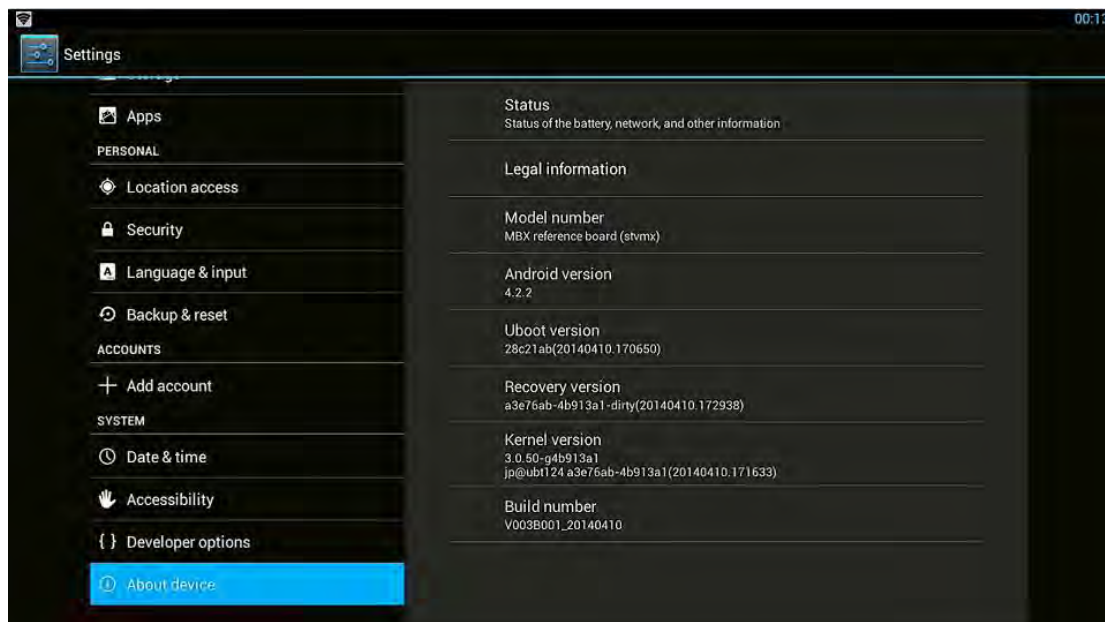 Settings
Apps
PERSONAL
Location access
Security
Language & input
Backup & reset
ACCOUNTS
Add account
SYSTEM
Date & time
Accessibility
{ } Developer options
About device
Status
Status of the battery, network, and other information
Legal information
Model number
MBX reference board (stvmx)
Android version
4.2.2
Uboot version
28c21ab(20140410.170650)
Recovery version
a3e76ab-4b913a1-dirty(20140410.172938)
Kernel version
3.0.50-g4b913a1
jp@ubt124 a3e76ab-4b913a1(20140410.171633)
Build number
V003B001_20140410